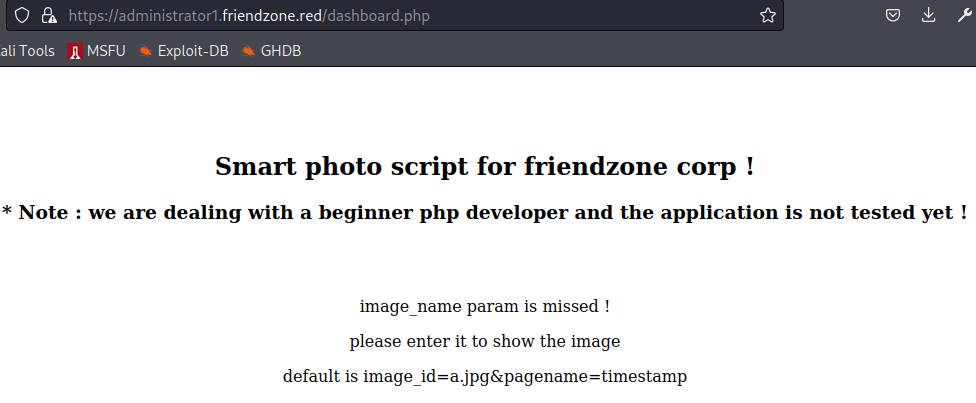 https://administrator1.friendzone.red/dashboard.php
ali Tools MSFU Exploit-DB GHDB
Smart photo script for friendzone corp !
* Note : we are dealing with a beginner php developer and the application is not tested yet !
image_name param is missed !
please enter it to show the image
default is image_id=a.jpg&pagename=timestamp